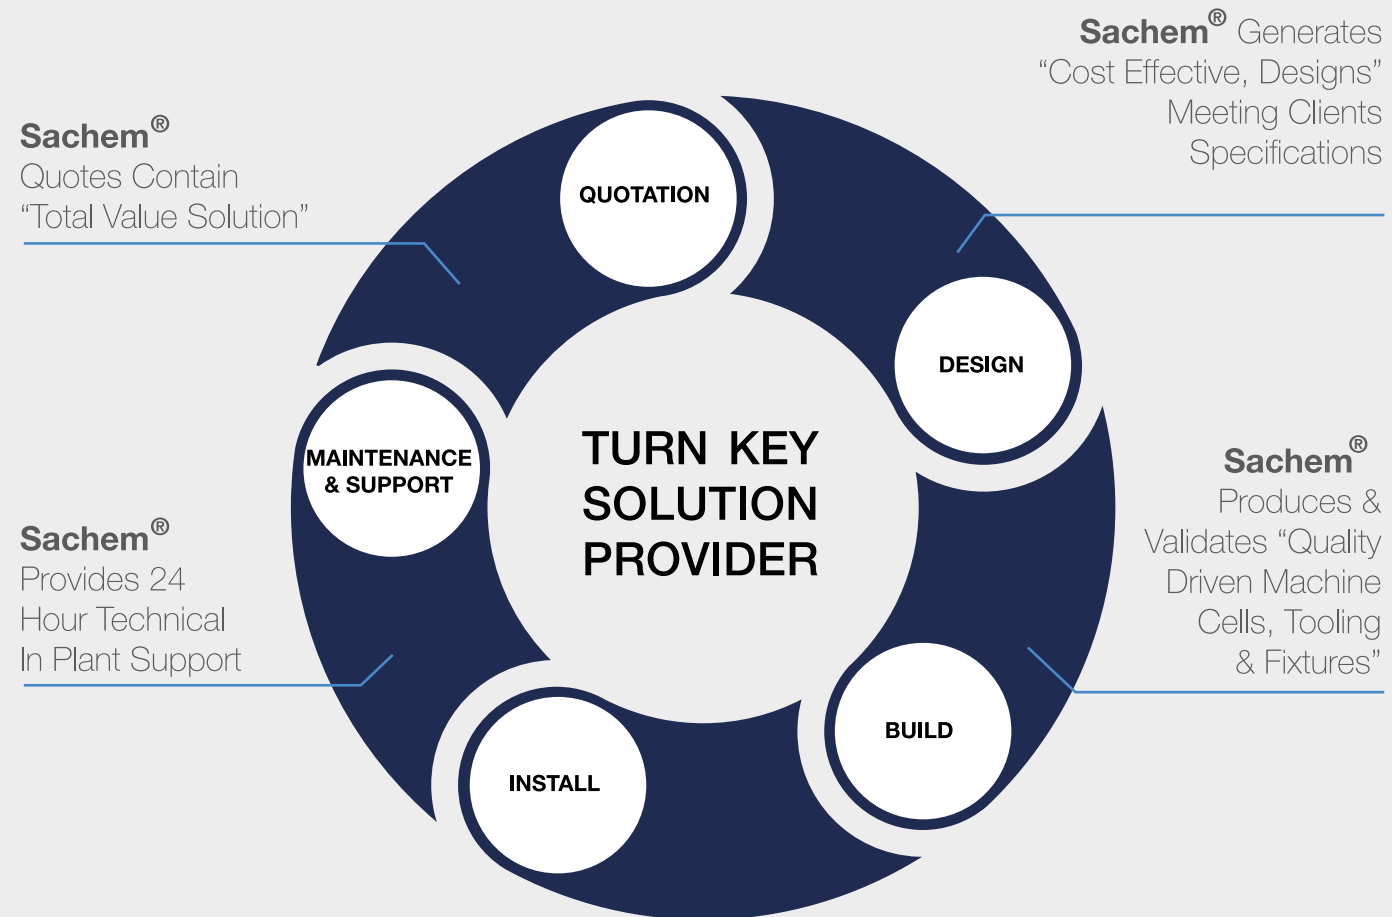 Sachem® Generates
“Cost Effective, Designs”
Meeting Clients
Specifications
Sachem®
Quotes Contain
“Total Value Solution”
QUOTATION
DESIGN
MAINTENANCE
& SUPPORT
TURN KEY
SOLUTION
PROVIDER
Sachem®
Produces &
Validates “Quality
Driven Machine
Cells, Tooling
& Fixtures”
Sachem®
Provides 24
Hour Technical
In Plant Support
BUILD
INSTALL